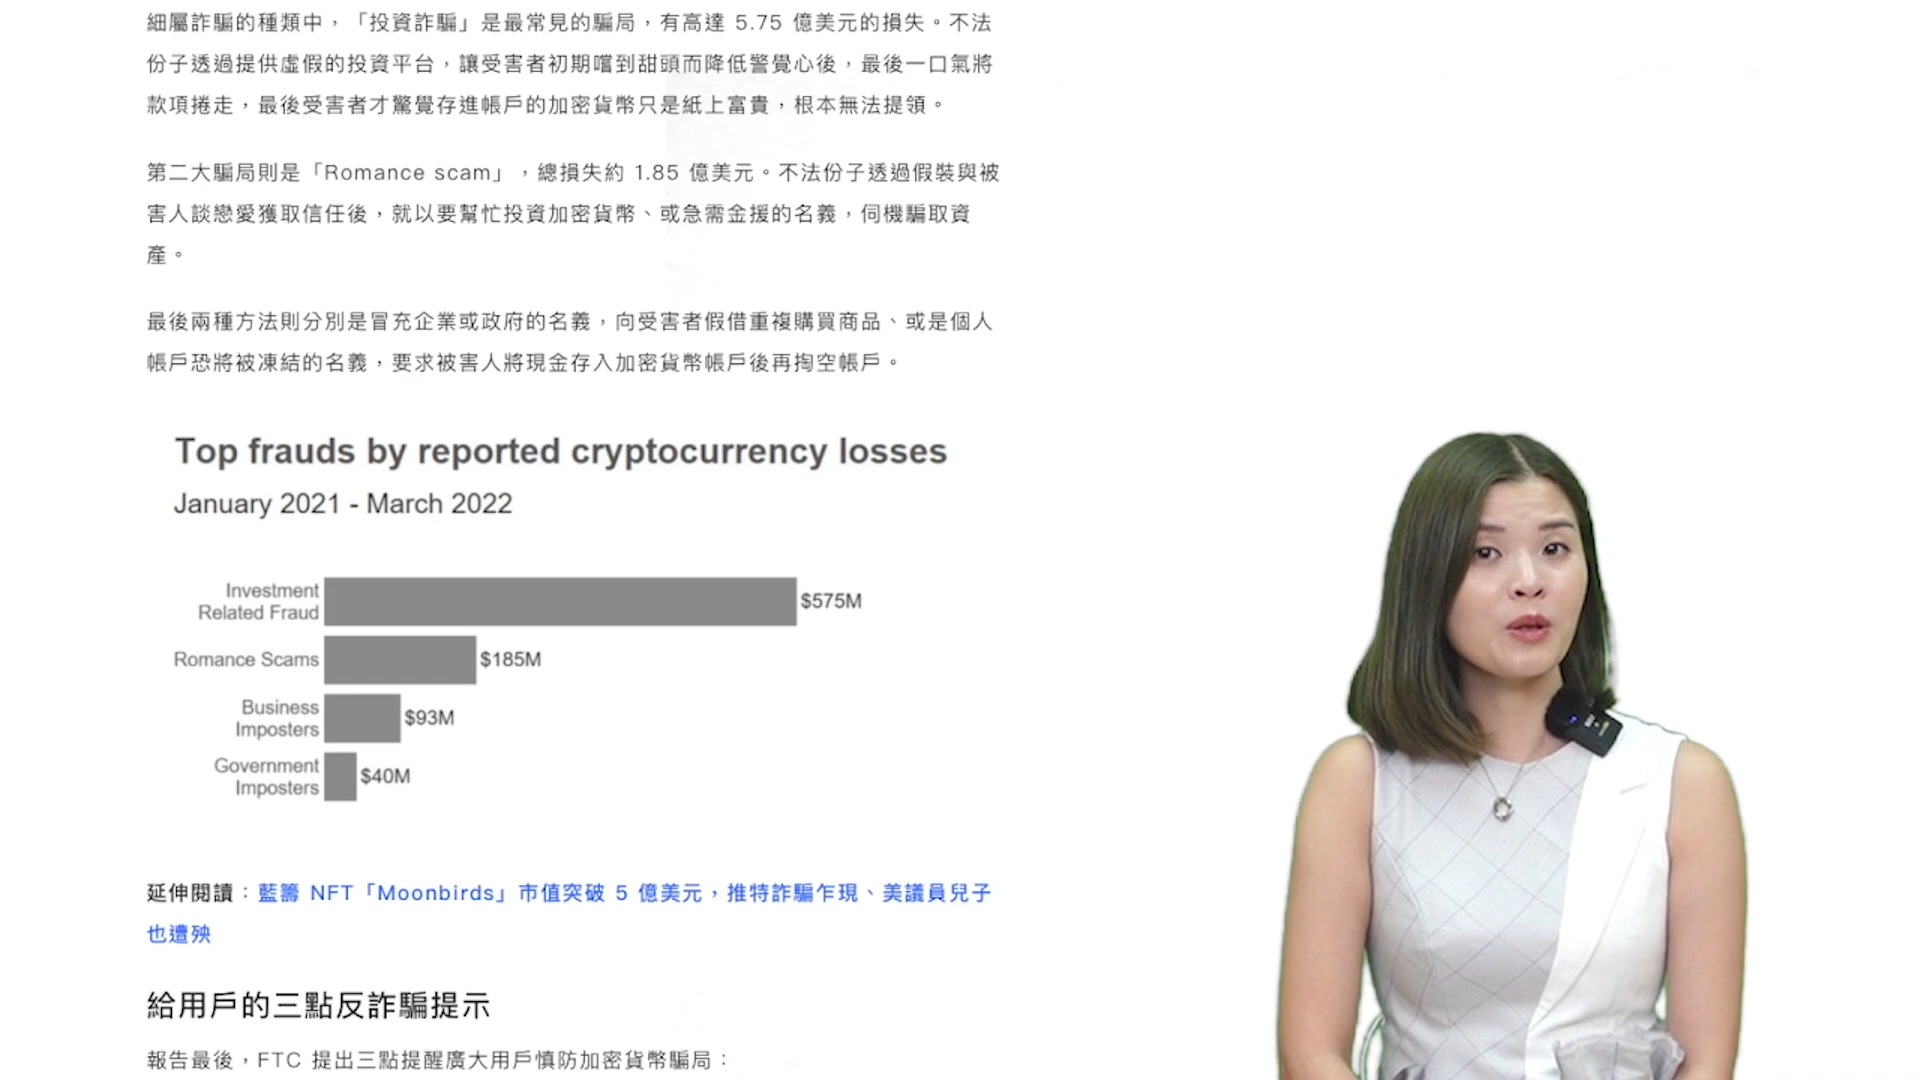 細屬詐騙的種類中，「投資詐騙」是最常見的騙局，有高達 5.75 億美元的損失。不法
份子透過提供虛假的投資平台，讓受害者初期嚐到甜頭而降低警覺心後，最後一口氣將
款項捲走，最後受害者才驚覺存進帳戶的加密貨幣只是紙上富貴，根本無法提領。
第二大騙局則是「Romance scam」，總損失約 1.85 億美元。不法份子透過假裝與被
害人談戀愛獲取信任後，就以要幫忙投資加密貨幣、或急需金援的名義，伺機騙取資
產。
最後兩種方法則分別是冒充企業或政府的名義，向受害者假借重複購買商品、或是個人
帳戶恐將被凍結的名義，要求被害人將現金存入加密貨幣帳戶後再掏空帳戶。
Top frauds by reported cryptocurrency losses
January 2021 - March 2022
Investment
Related Fraud $575M
Romance Scams $185M
Business
Imposters $93M
Government
Imposters $40M
延伸閱讀：藍籌 NFT「Moonbirds」市值突破 5 億美元，推特詐騙乍現、美議員兒子
也遭殃
給用戶的三點反詐騙提示
報告最後，FTC 提出三點提醒廣大用戶慎防加密貨幣騙局：